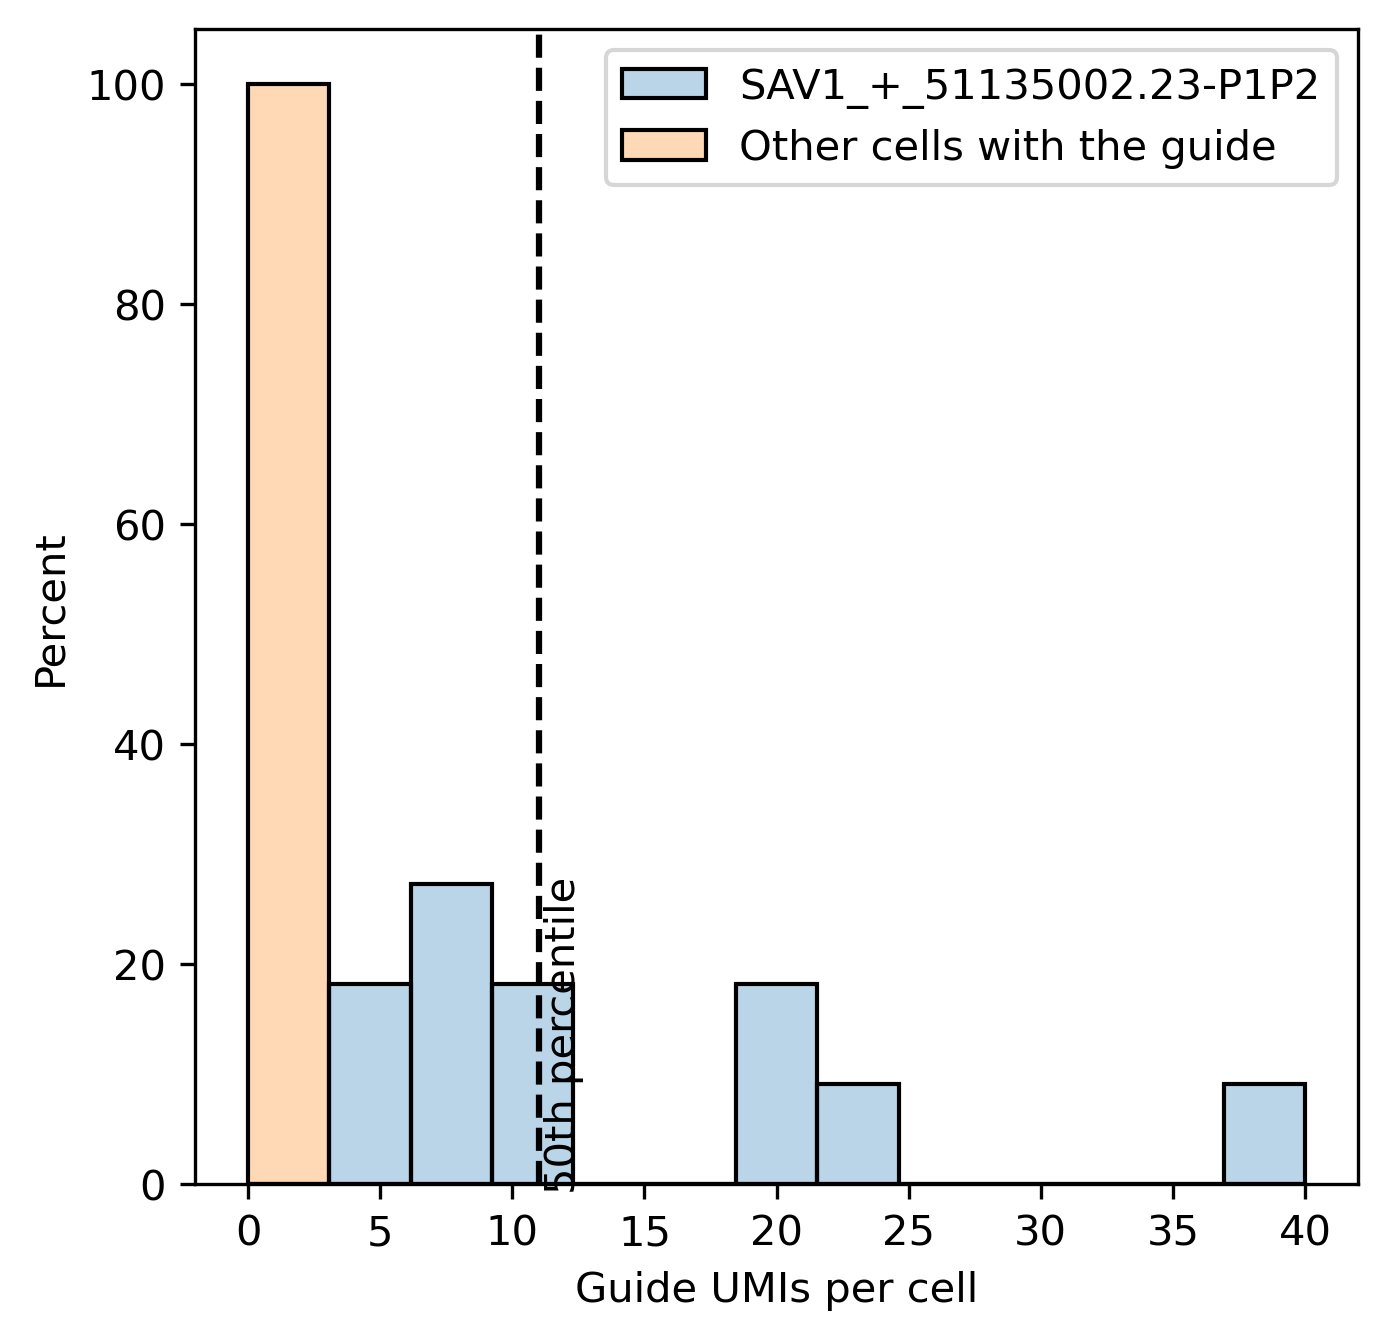 SAV1_+_51135002.23-P1P2
Other cells with the guide
100
80
60
40
20
0
Percent
50th percentile
0 5 10 15 20 25 30 35 40
Guide UMIs per cell